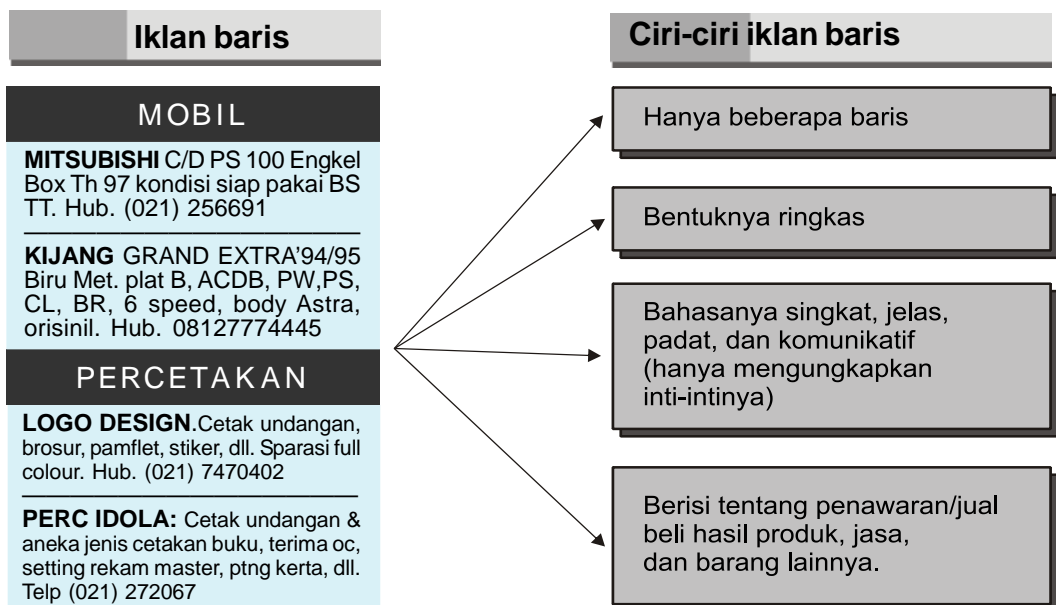 Iklan baris
MOBIL
MITSUBISHI C/D PS 100 Engkel
Box Th 97 kondisi siap pakai BS
TT. Hub. (021) 256691
KIJANG GRAND EXTRA'94/95
Biru Met. plat B, ACDB, PW,PS,
CL, BR, 6 speed, body Astra,
orisinil. Hub. 08127774445
PERCETAKAN
LOGO DESIGN.Cetak undangan,
brosur, pamflet, stiker, dll. Sparasi full
colour. Hub. (021) 7470402
PERC IDOLA: Cetak undangan &
aneka jenis cetakan buku, terima oc,
setting rekam master, ptng kerta, dll.
Telp (021) 272067
Ciri-ciri iklan baris
Hanya beberapa baris
Bentuknya ringkas
Bahasanya singkat, jelas,
padat, dan komunikatif
(hanya mengungkapkan
inti-intinya)
Berisi tentang penawaran/jual
beli hasil produk, jasa,
dan barang lainnya.